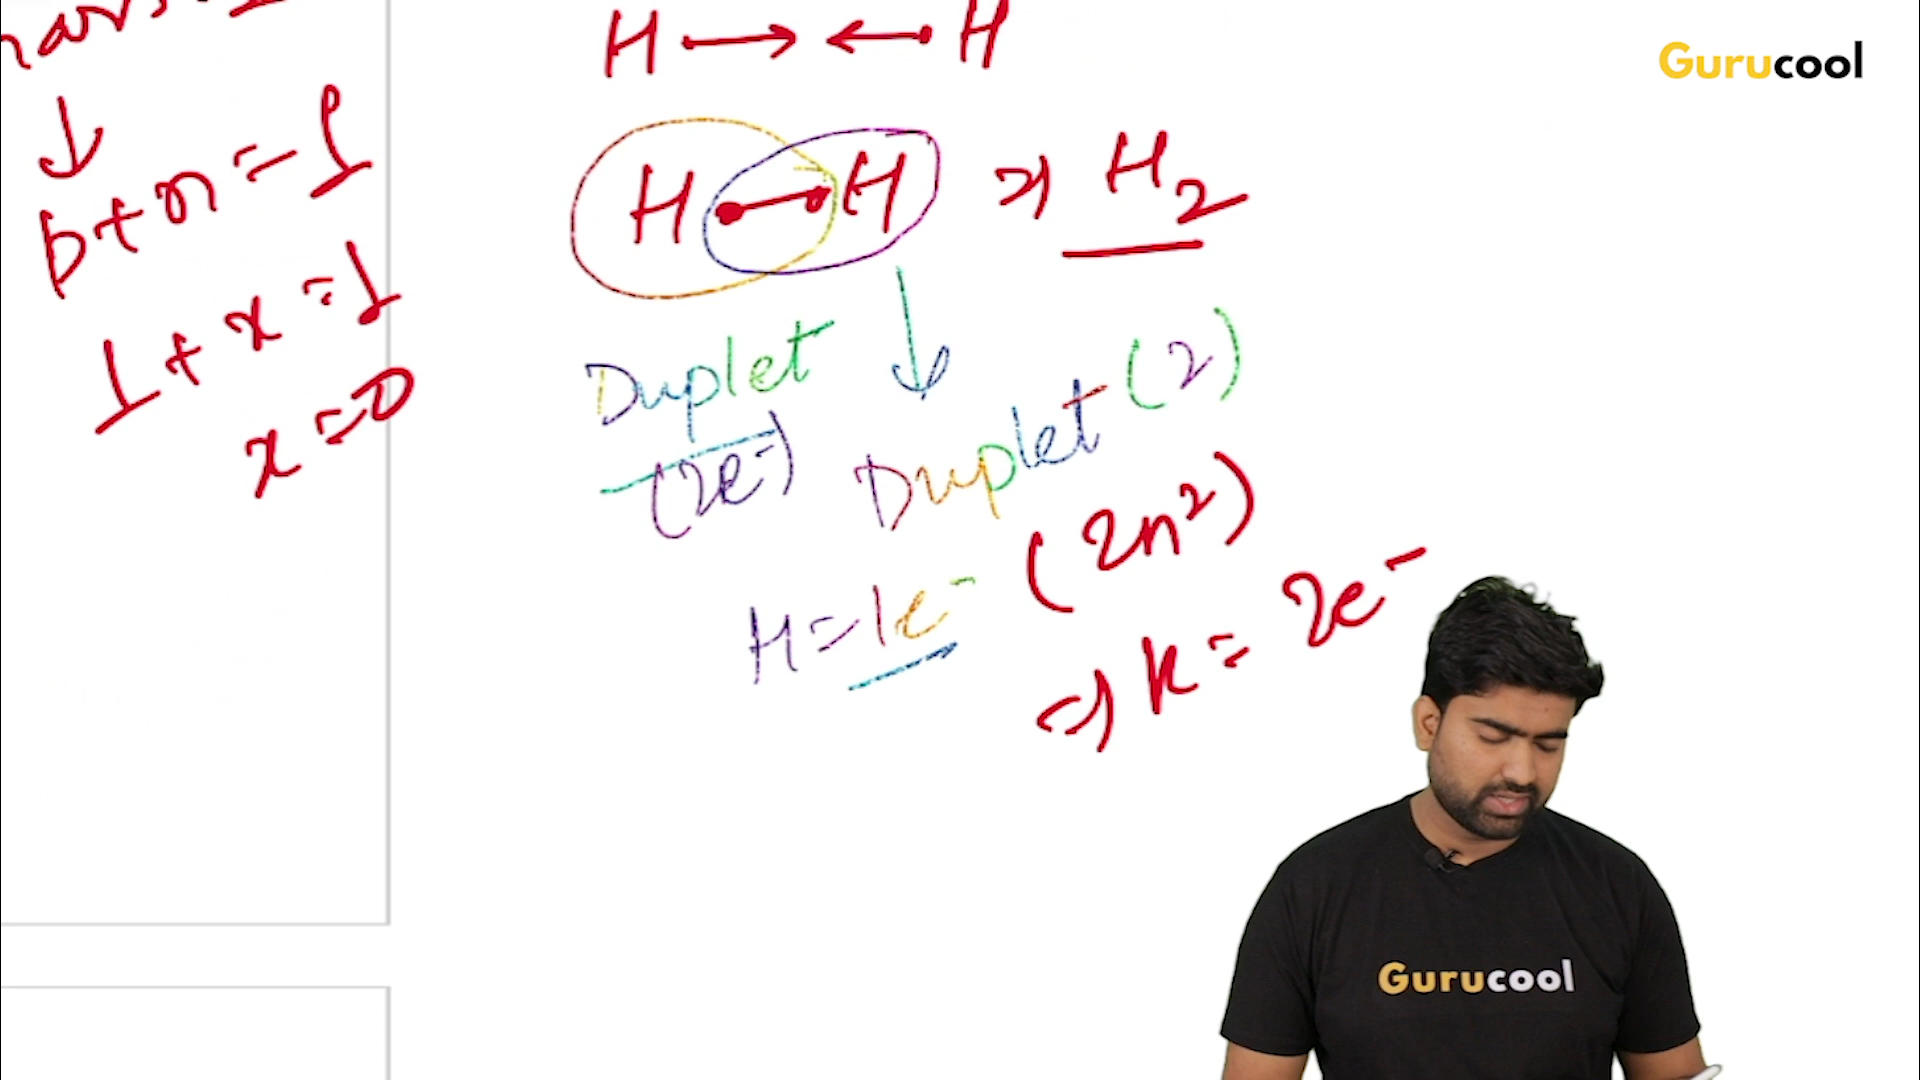 H → ← H
Gurucool
p + n = 1
H H ⇒ H₂
1 + x = 1
x = 0
Duplet
(2e⁻)
Duplet (2)
(2n²)
H = 1e⁻
⇒ K = 2e⁻
Gurucool